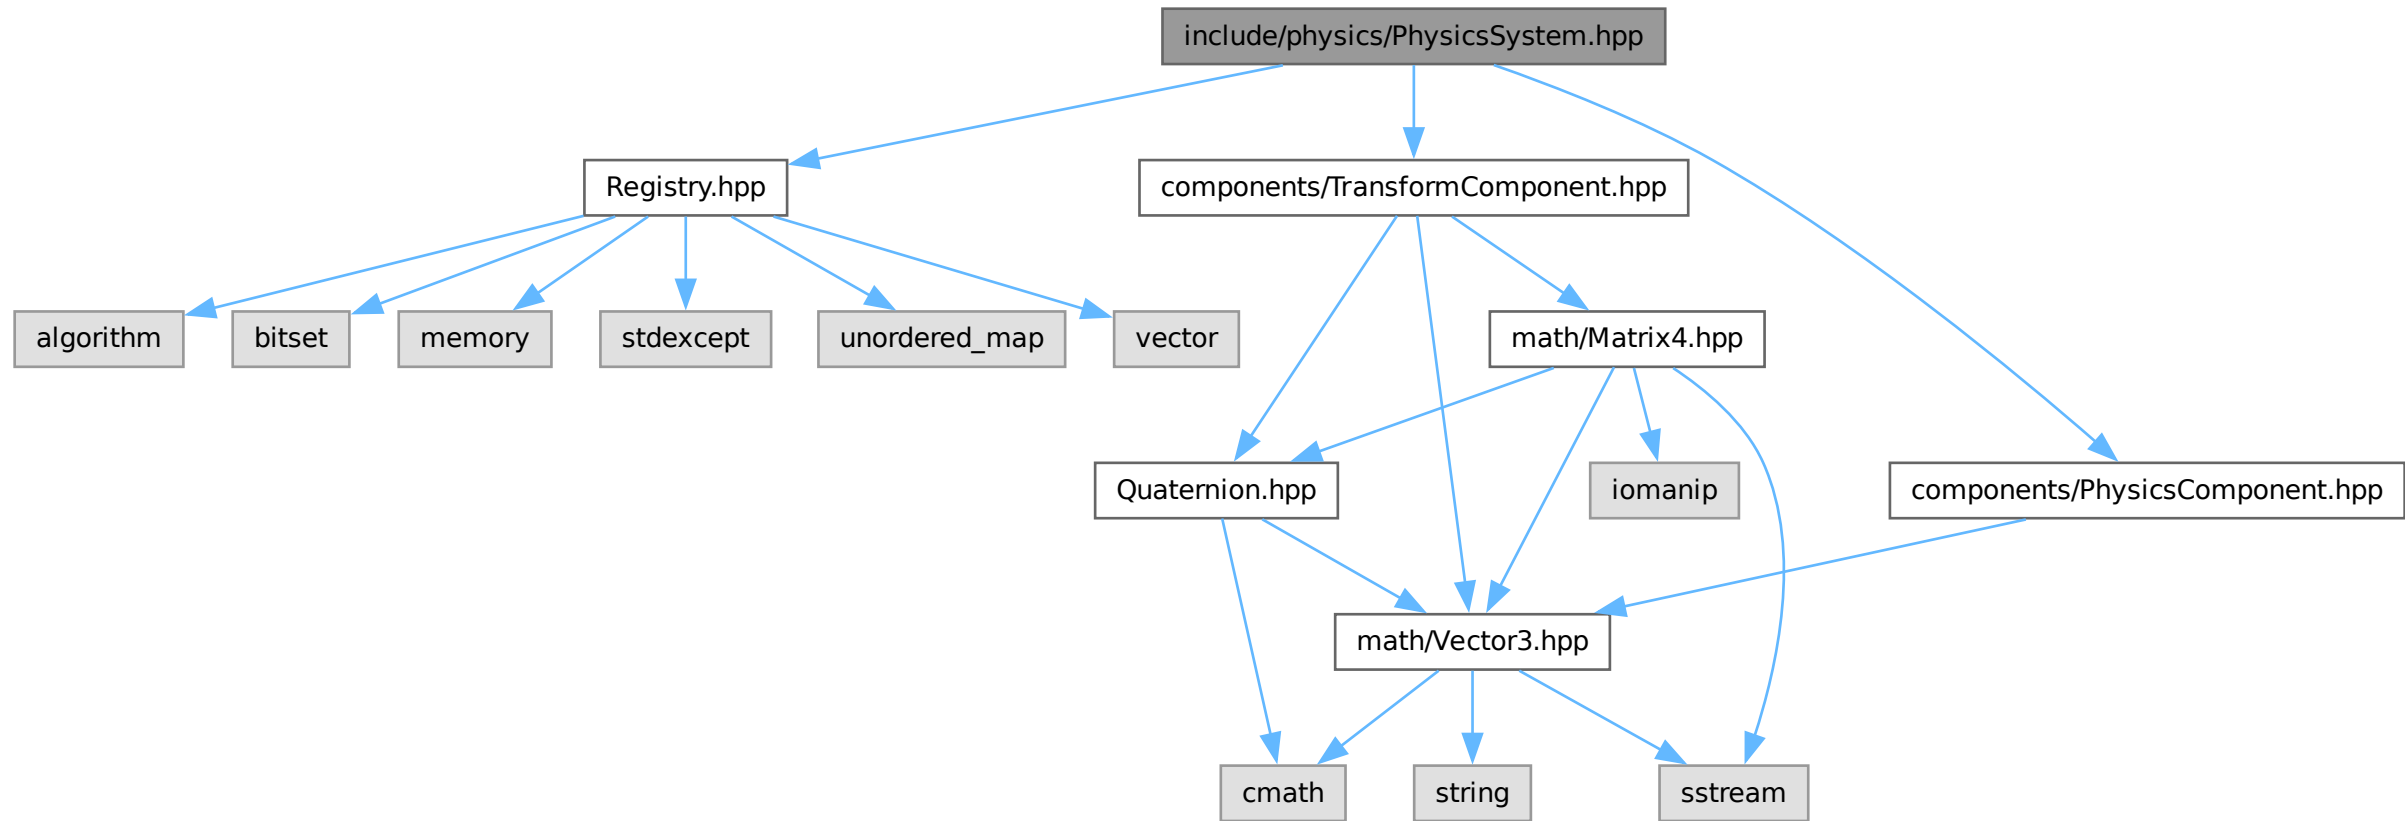 include/physics/PhysicsSystem.hpp
Registry.hpp
components/TransformComponent.hpp
algorithm
bitset
memory
stdexcept
unordered_map
vector
math/Matrix4.hpp
Quaternion.hpp
iomanip
components/PhysicsComponent.hpp
math/Vector3.hpp
cmath
string
sstream